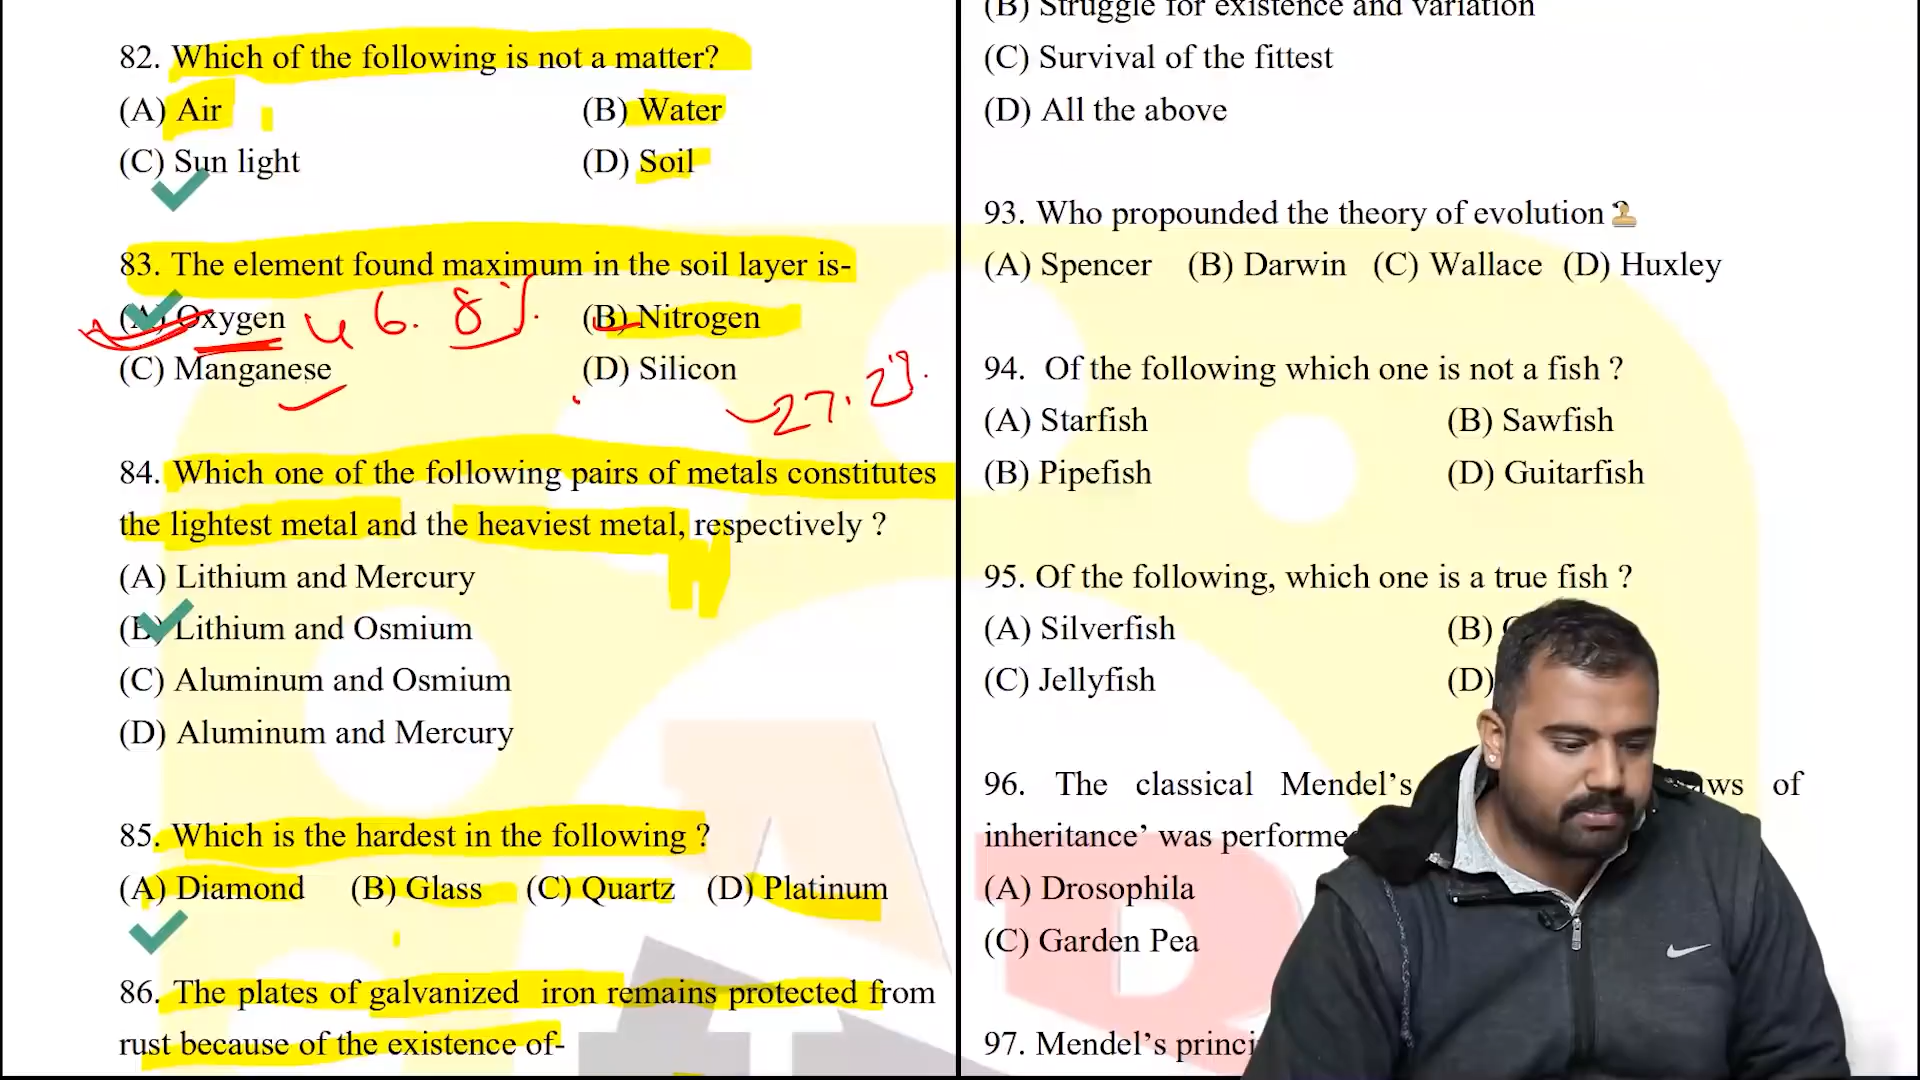 82. Which of the following is not a matter?
(A) Air (B) Water
(C) Sun light (D) Soil
83. The element found maximum in the soil layer is-
(A) Oxygen 46.8% (B) Nitrogen
(C) Manganese (D) Silicon
27.2%
84. Which one of the following pairs of metals constitutes
the lightest metal and the heaviest metal, respectively ?
(A) Lithium and Mercury
(B) Lithium and Osmium
(C) Aluminum and Osmium
(D) Aluminum and Mercury
85. Which is the hardest in the following ?
(A) Diamond (B) Glass (C) Quartz (D) Platinum
86. The plates of galvanized iron remains protected from
rust because of the existence of-
(B) Struggle for existence and variation
(C) Survival of the fittest
(D) All the above
93. Who propounded the theory of evolution ?
(A) Spencer (B) Darwin (C) Wallace (D) Huxley
94. Of the following which one is not a fish ?
(A) Starfish (B) Sawfish
(B) Pipefish (D) Guitarfish
95. Of the following, which one is a true fish ?
(A) Silverfish (B)
(C) Jellyfish (D)
96. The classical Mendel's of
inheritance' was
(A) Drosophila
(C) Garden Pea
97. Mendel's